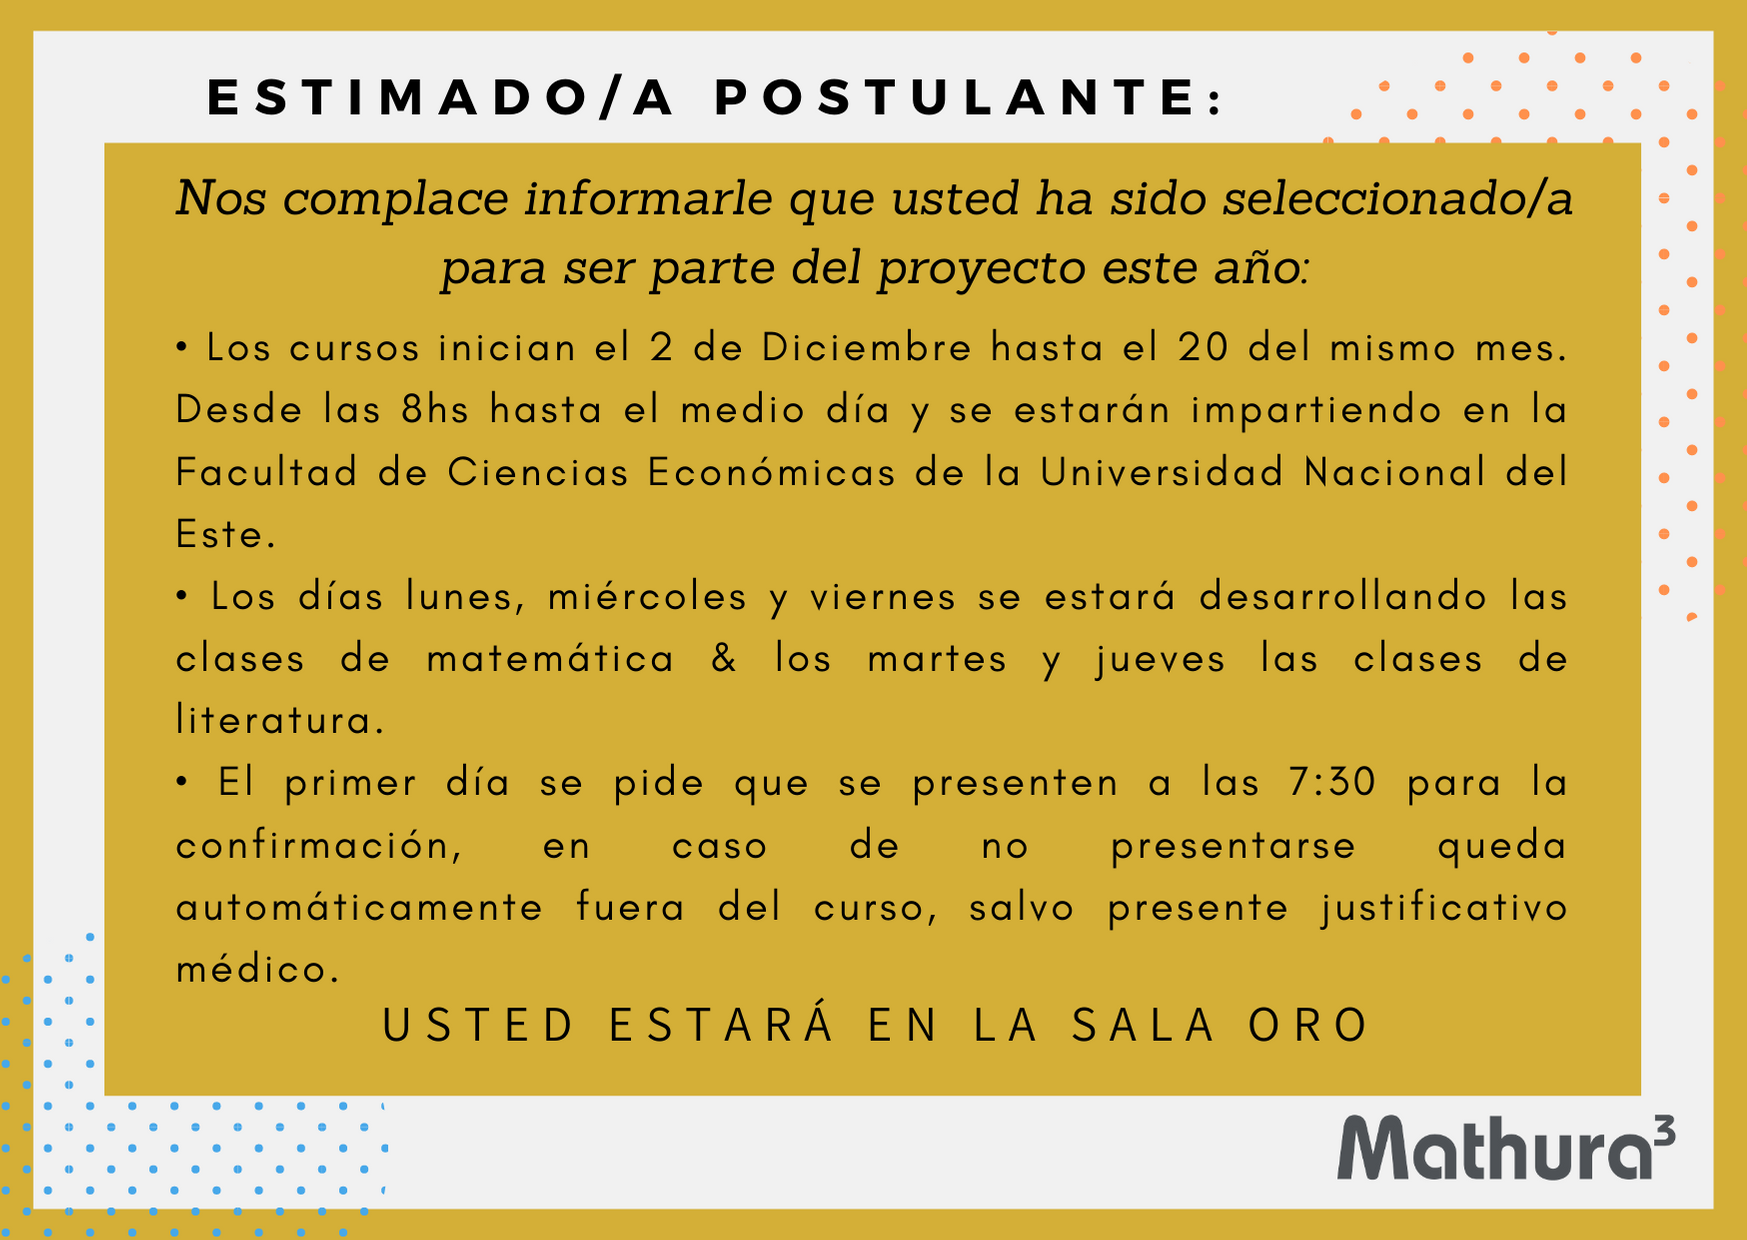 ESTIMADO/A POSTULANTE:
Nos complace informarle que usted ha sido seleccionado/a
para ser parte del proyecto este año:
• Los cursos inician el 2 de Diciembre hasta el 20 del mismo mes.
Desde las 8hs hasta el medio día y se estarán impartiendo en la
Facultad de Ciencias Económicas de la Universidad Nacional del
Este.
• Los días lunes, miércoles y viernes se estará desarrollando las
clases de matemática & los martes y jueves las clases de
literatura.
• El primer día se pide que se presenten a las 7:30 para la
confirmación, en caso de no presentarse queda
automáticamente fuera del curso, salvo presente justificativo
médico.
USTED ESTARÁ EN LA SALA ORO
Mathura³